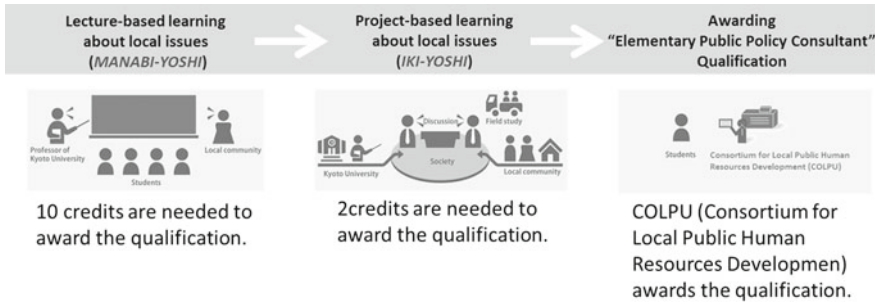 Lecture-based learning
about local issues
(MANABI-YOSHI)
Project-based learning
about local issues
(IKI-YOSHI)
Awarding
“Elementary Public Policy Consultant”
Qualification
Professor of
Kyoto University
Local community
Students
Discussion
Field study
Society
Kyoto University
Local community
Students
Consortium for Local Public Human
Resources Development (COLPU)
10 credits are needed to
award the qualification.
2credits are needed to
award the qualification.
COLPU (Consortium for
Local Public Human
Resources Developmen)
awards the qualification.